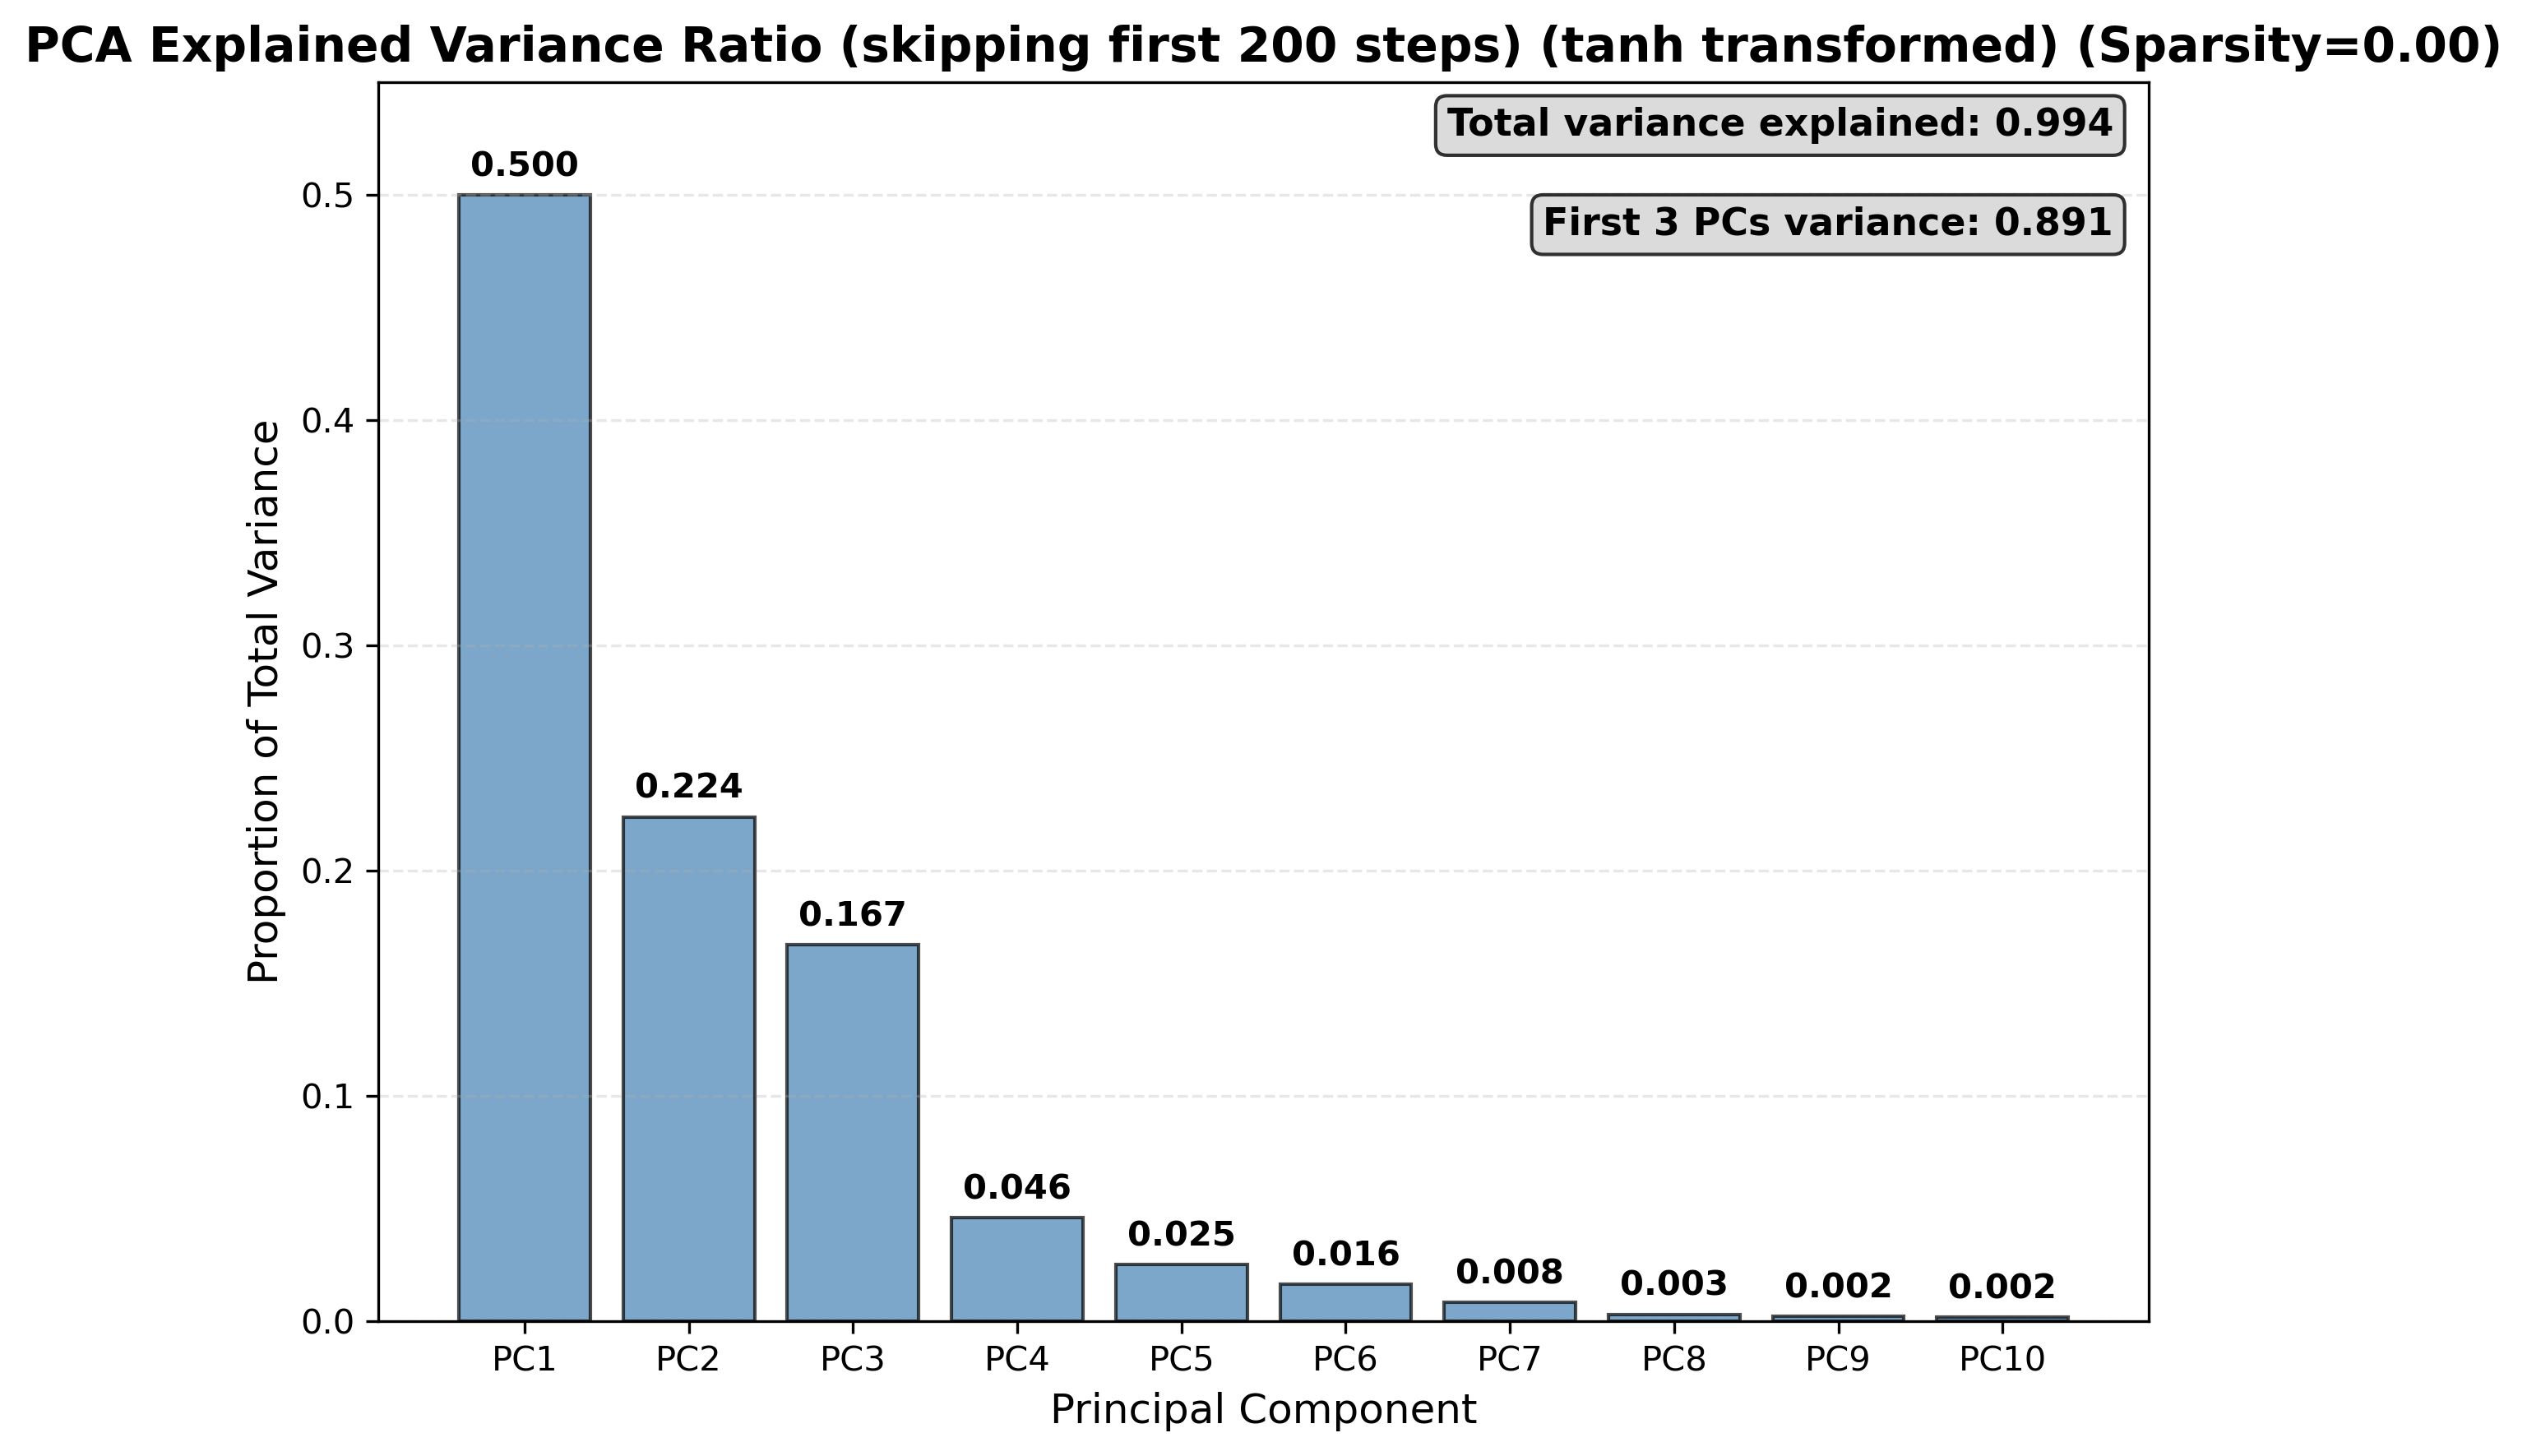 PCA Explained Variance Ratio (skipping first 200 steps) (tanh transformed) (Sparsity=0.00)
Total variance explained: 0.994
First 3 PCs variance: 0.891
Proportion of Total Variance
0.5
0.4
0.3
0.2
0.1
0.0
0.500
0.224
0.167
0.046
0.025
0.016
0.008
0.003
0.002
0.002
PC1
PC2
PC3
PC4
PC5
PC6
PC7
PC8
PC9
PC10
Principal Component